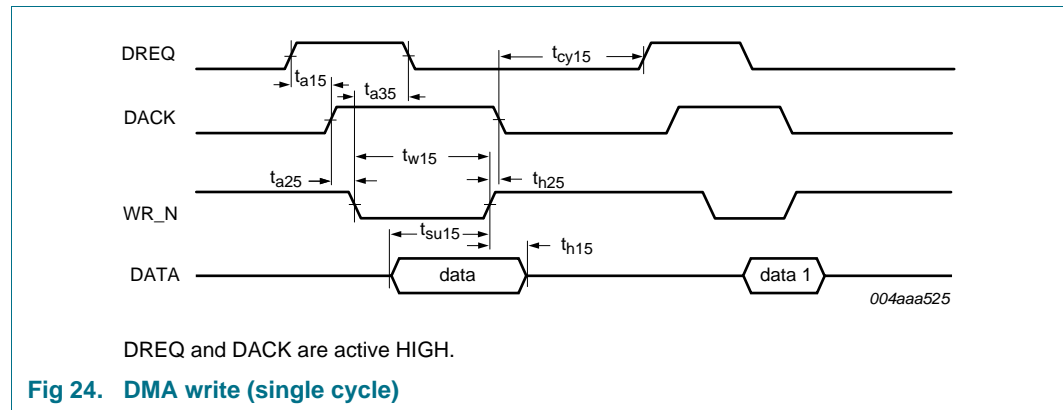 DREQ
t_cy15
t_a15
t_a35
DACK
t_w15
t_a25
t_h25
WR_N
t_su15
t_h15
DATA
data
data 1
004aaa525
DREQ and DACK are active HIGH.
Fig 24. DMA write (single cycle)